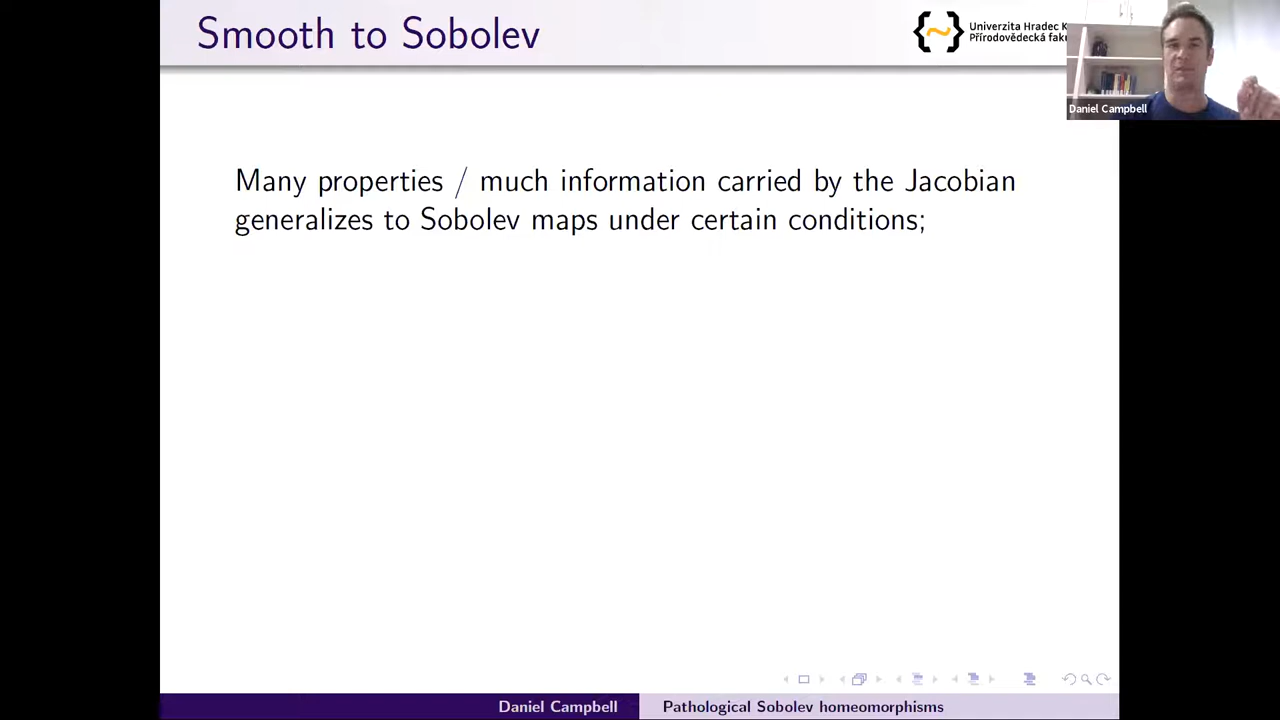 Smooth to Sobolev
{~} Univerzita Hradec K
Přírodovědecká faku
Daniel Campbell
Many properties / much information carried by the Jacobian
generalizes to Sobolev maps under certain conditions;
Daniel Campbell
Pathological Sobolev homeomorphisms